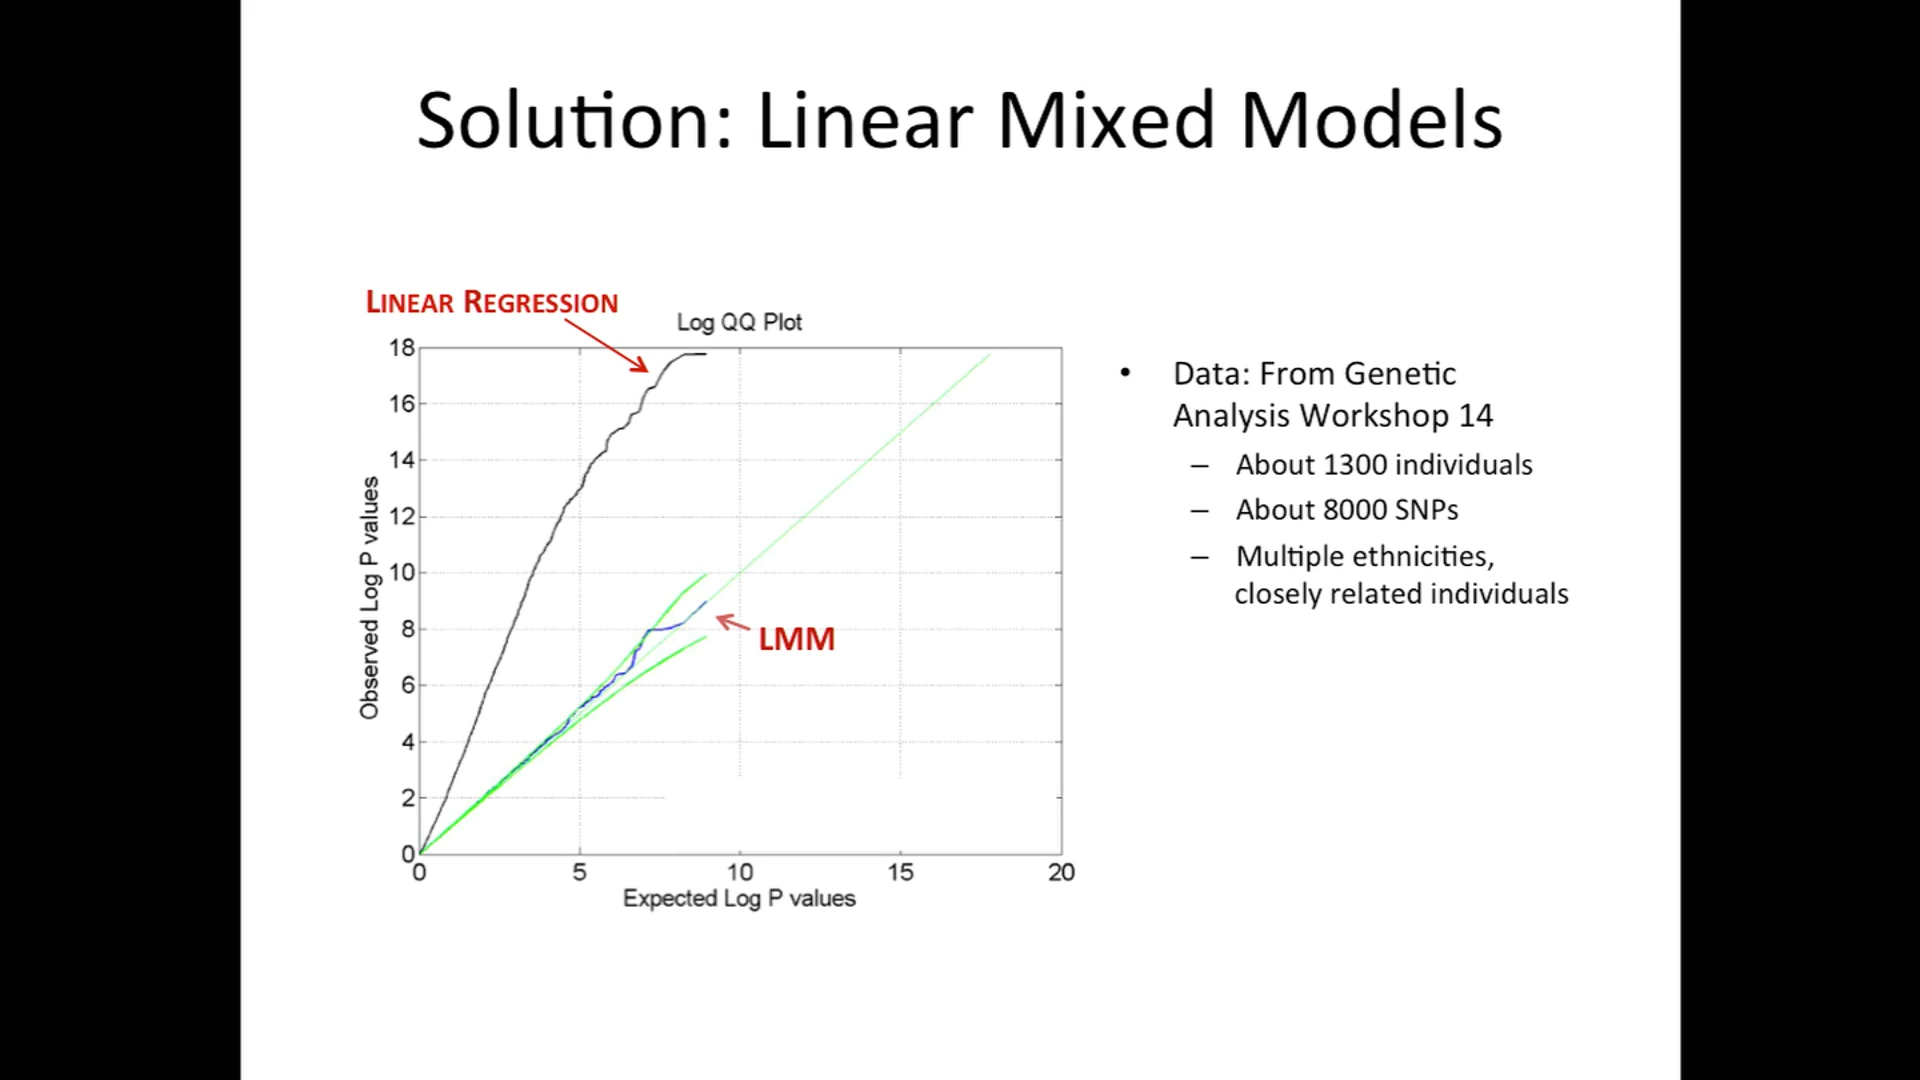 Solution: Linear Mixed Models
LINEAR REGRESSION
Log QQ Plot
18
16
14
12
10
8
6
4
2
0
Observed Log P values
0 5 10 15 20
Expected Log P values
LMM
• Data: From Genetic
Analysis Workshop 14
– About 1300 individuals
– About 8000 SNPs
– Multiple ethnicities,
closely related individuals